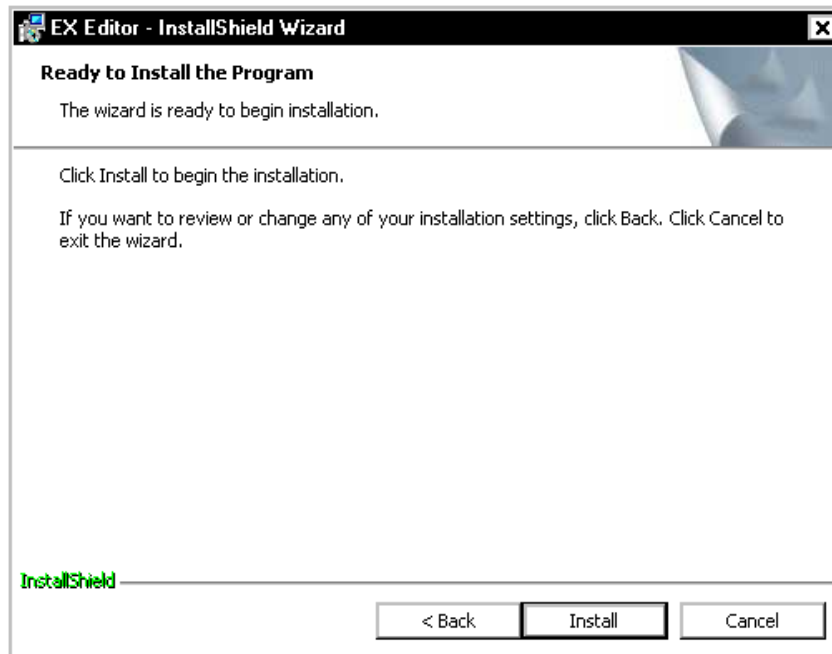 EX Editor - InstallShield Wizard
Ready to Install the Program
The wizard is ready to begin installation.
Click Install to begin the installation.
If you want to review or change any of your installation settings, click Back. Click Cancel to
exit the wizard.
InstallShield
< Back Install Cancel